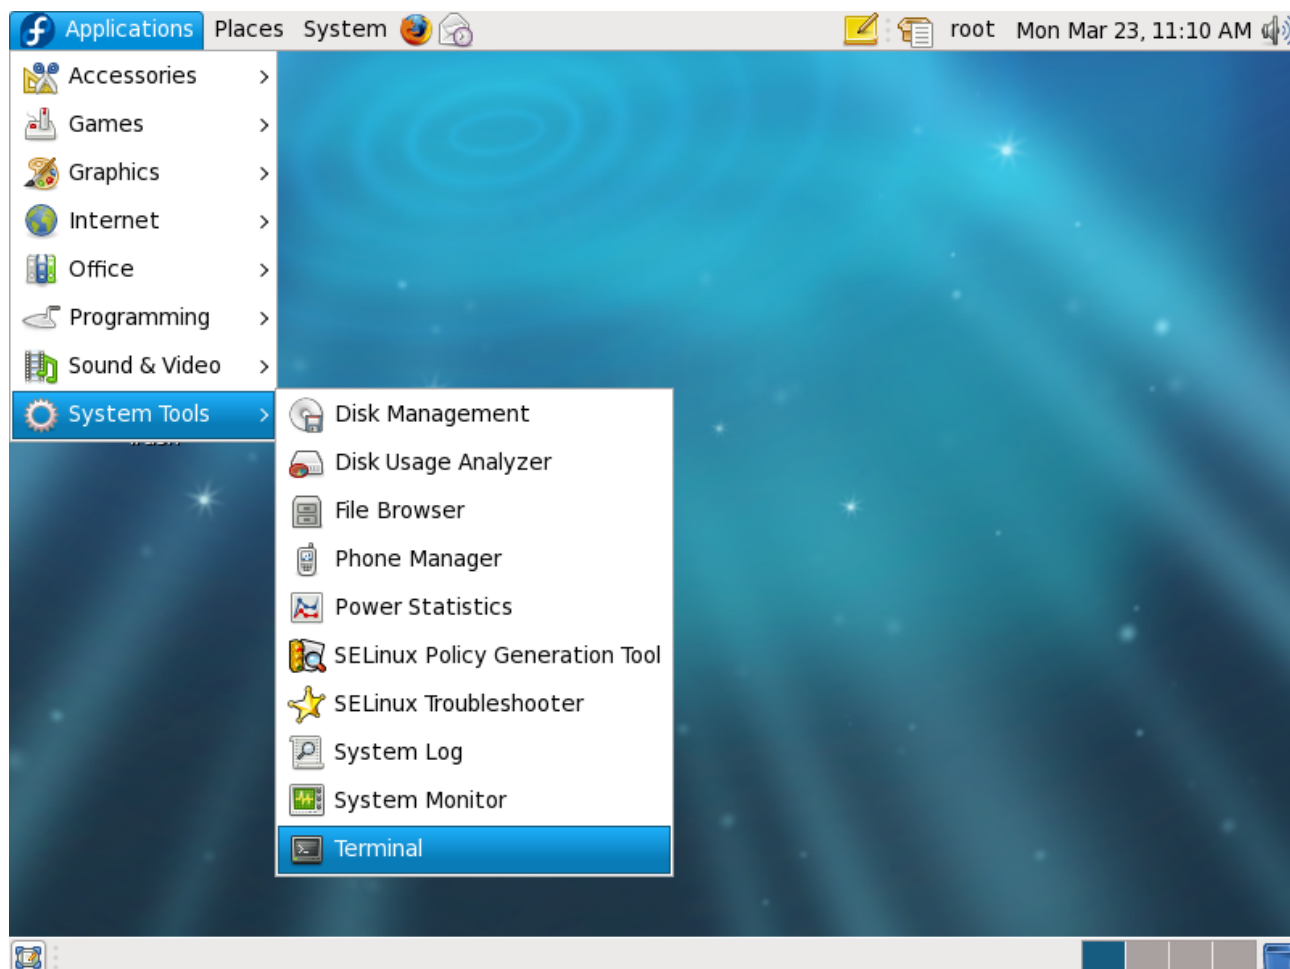 Applications Places System root Mon Mar 23, 11:10 AM
Accessories
Games
Graphics
Internet
Office
Programming
Sound & Video
System Tools
Disk Management
Disk Usage Analyzer
File Browser
Phone Manager
Power Statistics
SELinux Policy Generation Tool
SELinux Troubleshooter
System Log
System Monitor
Terminal